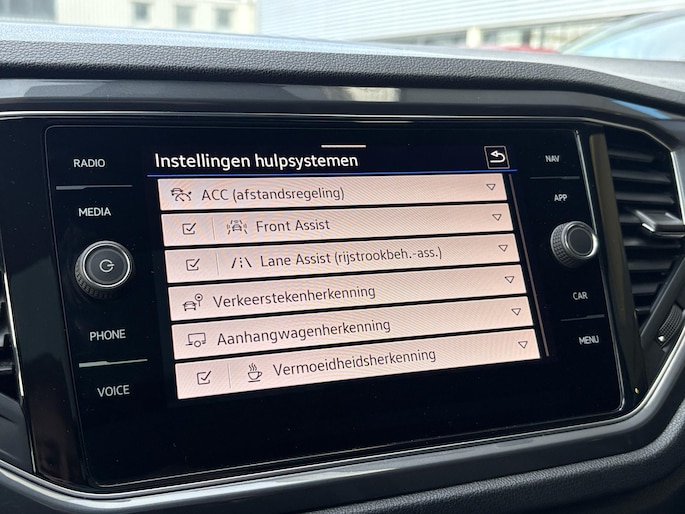 RADIO
MEDIA
PHONE
VOICE
Instellingen hulpsystemen
ACC (afstandsregeling)
Front Assist
Lane Assist (rijstrookbeh.-ass.)
Verkeerstekenherkenning
Aanhangwagenherkenning
Vermoeidheidsherkenning
NAV
APP
CAR
MENU